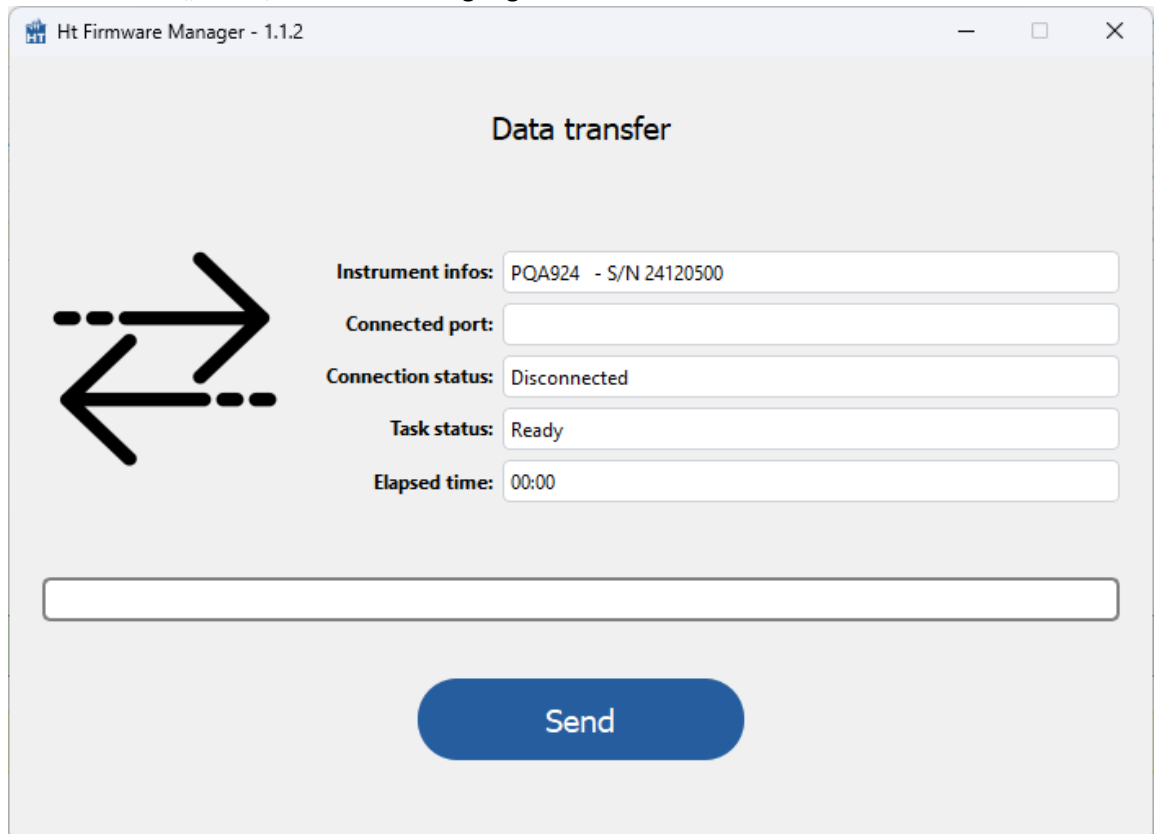 HT Ht Firmware Manager - 1.1.2
Data transfer
Instrument infos: PQA924 - S/N 24120500
Connected port:
Connection status: Disconnected
Task status: Ready
Elapsed time: 00:00
Send